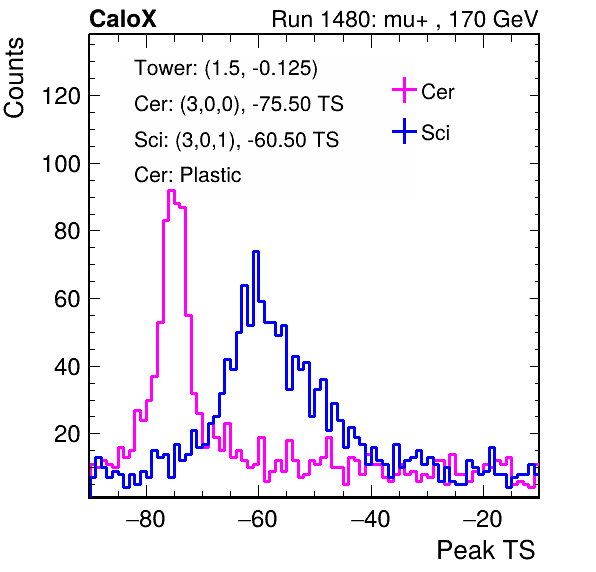 CaloX Run 1480: mu+ , 170 GeV
Counts
Tower: (1.5, -0.125)
Cer: (3,0,0), -75.50 TS
Sci: (3,0,1), -60.50 TS
Cer: Plastic
Cer
Sci
120
100
80
60
40
20
−80 −60 −40 −20
Peak TS